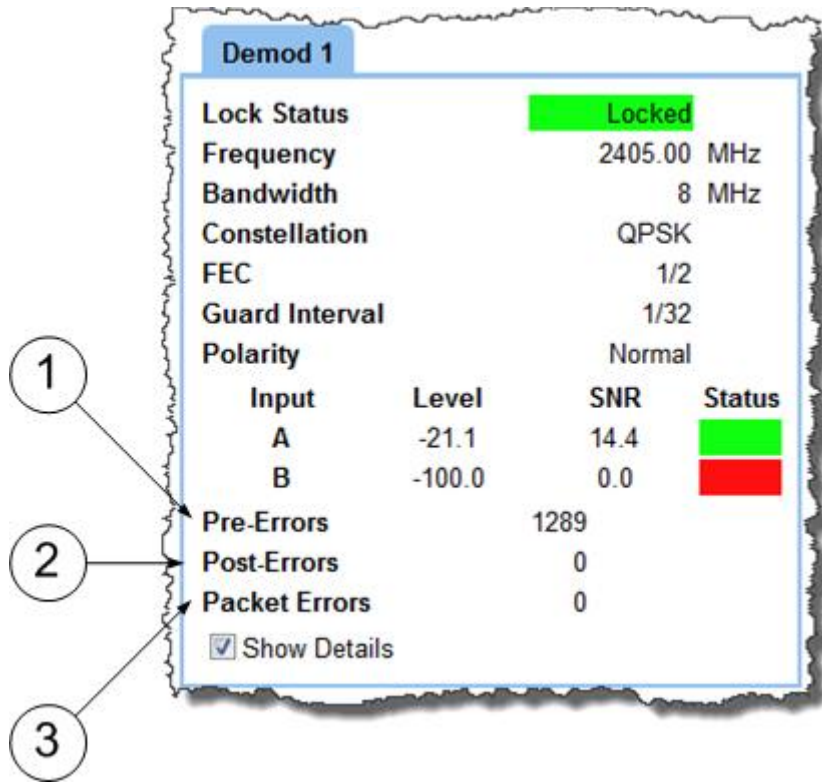 Demod 1
Lock Status Locked
Frequency 2405.00 MHz
Bandwidth 8 MHz
Constellation QPSK
FEC 1/2
Guard Interval 1/32
Polarity Normal
Input Level SNR Status
A -21.1 14.4
B -100.0 0.0
1
Pre-Errors 1289
2
Post-Errors 0
3
Packet Errors 0
Show Details